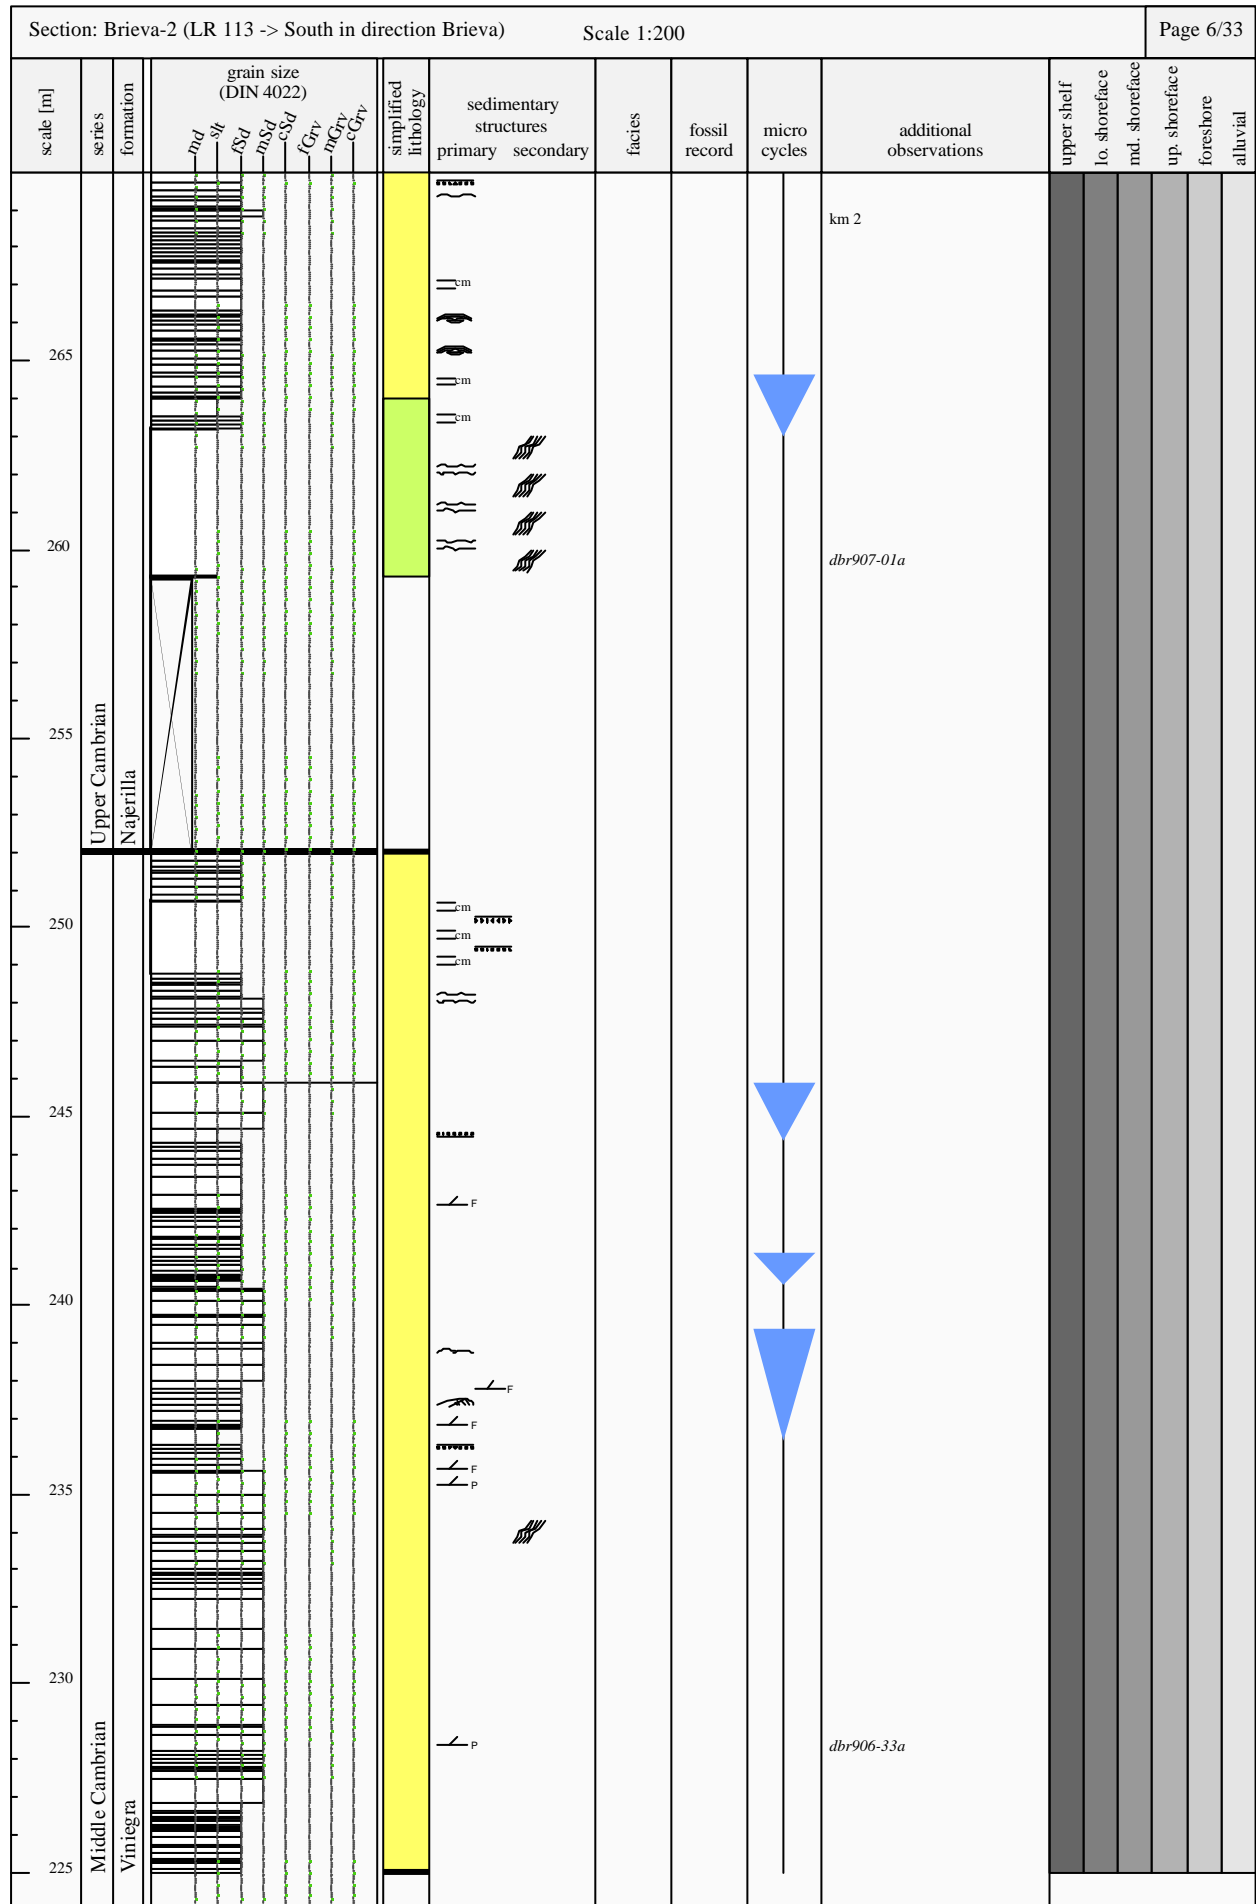 Section: Brieva-2 (LR 113 -> South in direction Brieva) Scale 1:200 Page 6/33
scale [m]
series
formation
grain size
(DIN 4022)
md
slt
fSd
mSd
cSd
fGrv
mGrv
cGrv
simplified
lithology
sedimentary
structures
primary secondary
facies
fossil
record
micro
cycles
additional
observations
upper shelf
lo. shoreface
md. shoreface
up. shoreface
foreshore
alluvial
km 2
cm
265
cm
cm
260
dbr907-01a
255
Upper Cambrian
Najerilla
cm
250
cm
cm
245
F
240
F
F
F
P
235
230
P
dbr906-33a
Middle Cambrian
Viniegra
225